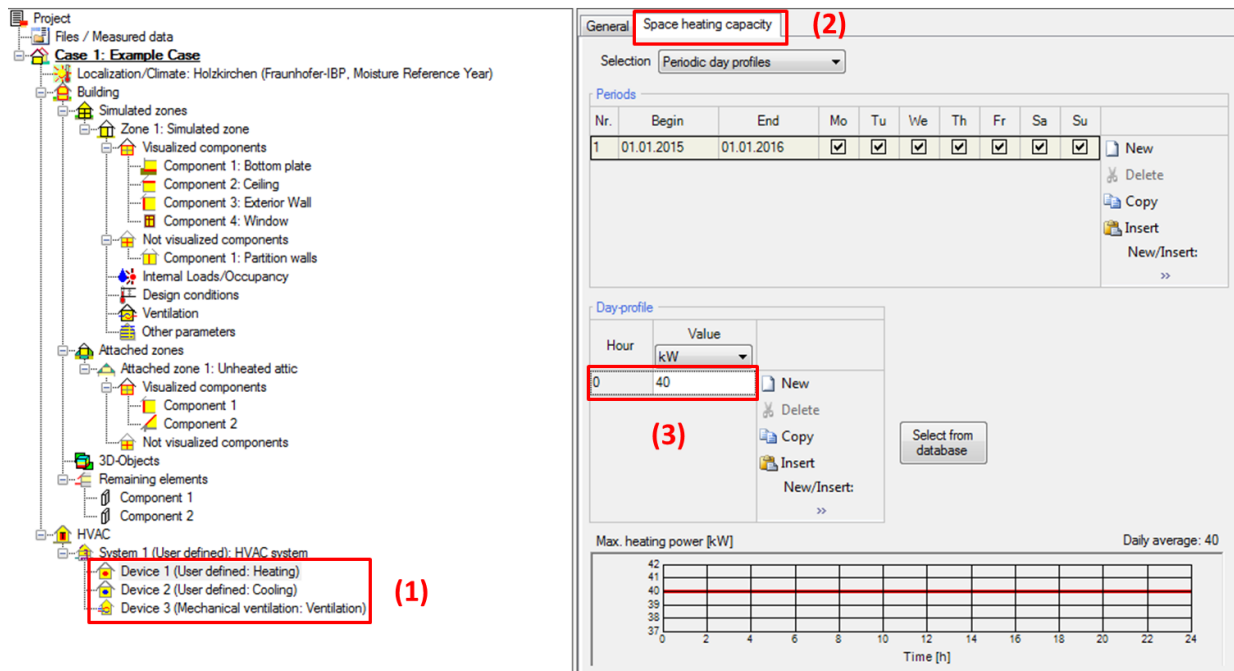 Project
Files / Measured data
Case 1: Example Case
Localization/Climate: Holzkirchen (Fraunhofer-IBP, Moisture Reference Year)
Building
Simulated zones
Zone 1: Simulated zone
Visualized components
Component 1: Bottom plate
Component 2: Ceiling
Component 3: Exterior Wall
Component 4: Window
Not visualized components
Component 1: Partition walls
Internal Loads/Occupancy
Design conditions
Ventilation
Other parameters
Attached zones
Attached zone 1: Unheated attic
Visualized components
Component 1
Component 2
Not visualized components
3D-Objects
Remaining elements
Component 1
Component 2
HVAC
System 1 (User defined): HVAC system
Device 1 (User defined: Heating)
Device 2 (User defined: Cooling)
Device 3 (Mechanical ventilation: Ventilation)
(1)
General Space heating capacity (2)
Selection Periodic day profiles
Periods
Nr. Begin End Mo Tu We Th Fr Sa Su
1 01.01.2015 01.01.2016
New
Delete
Copy
Insert
New/Insert:
>>
Day-profile
Hour Value
kW
0 40
(3)
New
Delete
Copy
Insert
New/Insert:
>>
Select from
database
Max. heating power [kW] Daily average: 40
42
41
40
39
38
37
0 2 4 6 8 10 12 14 16 18 20 22 24
Time [h]